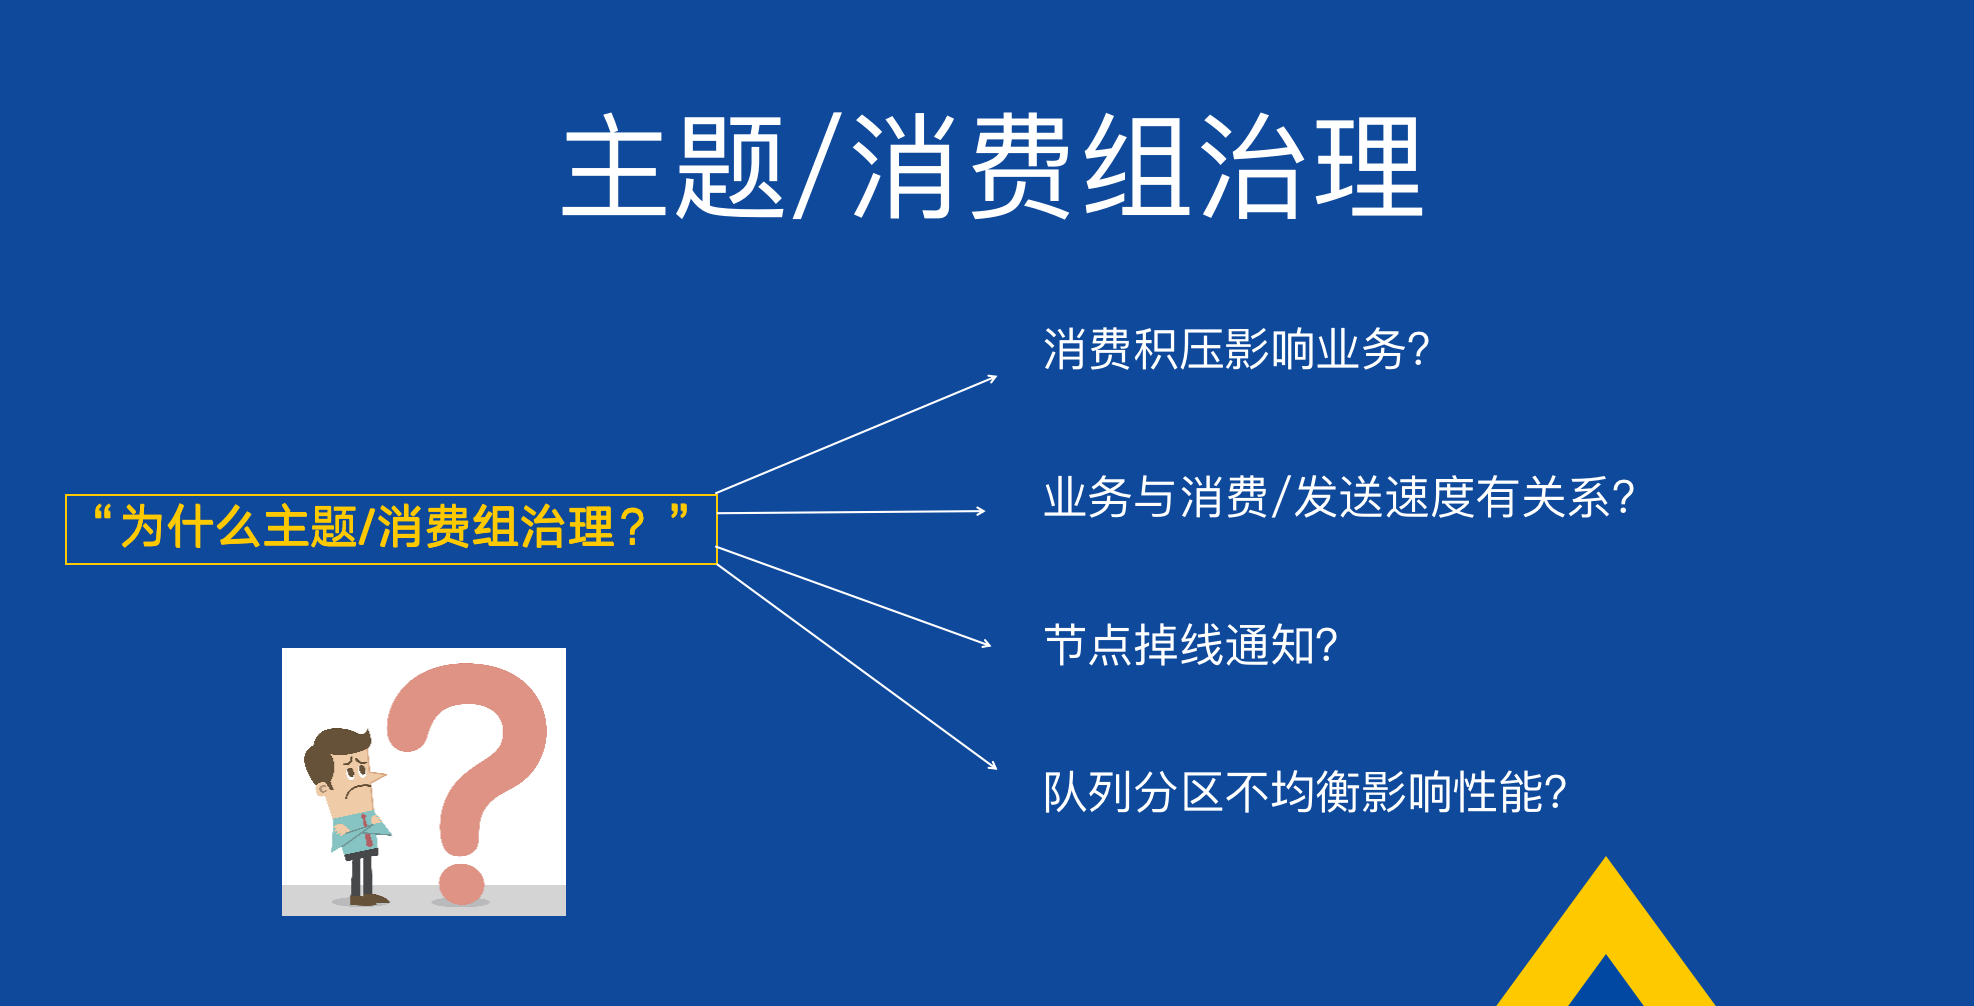 主题/消费组治理
消费积压影响业务?
业务与消费/发送速度有关系?
“为什么主题/消费组治理？”
节点掉线通知?
队列分区不均衡影响性能?